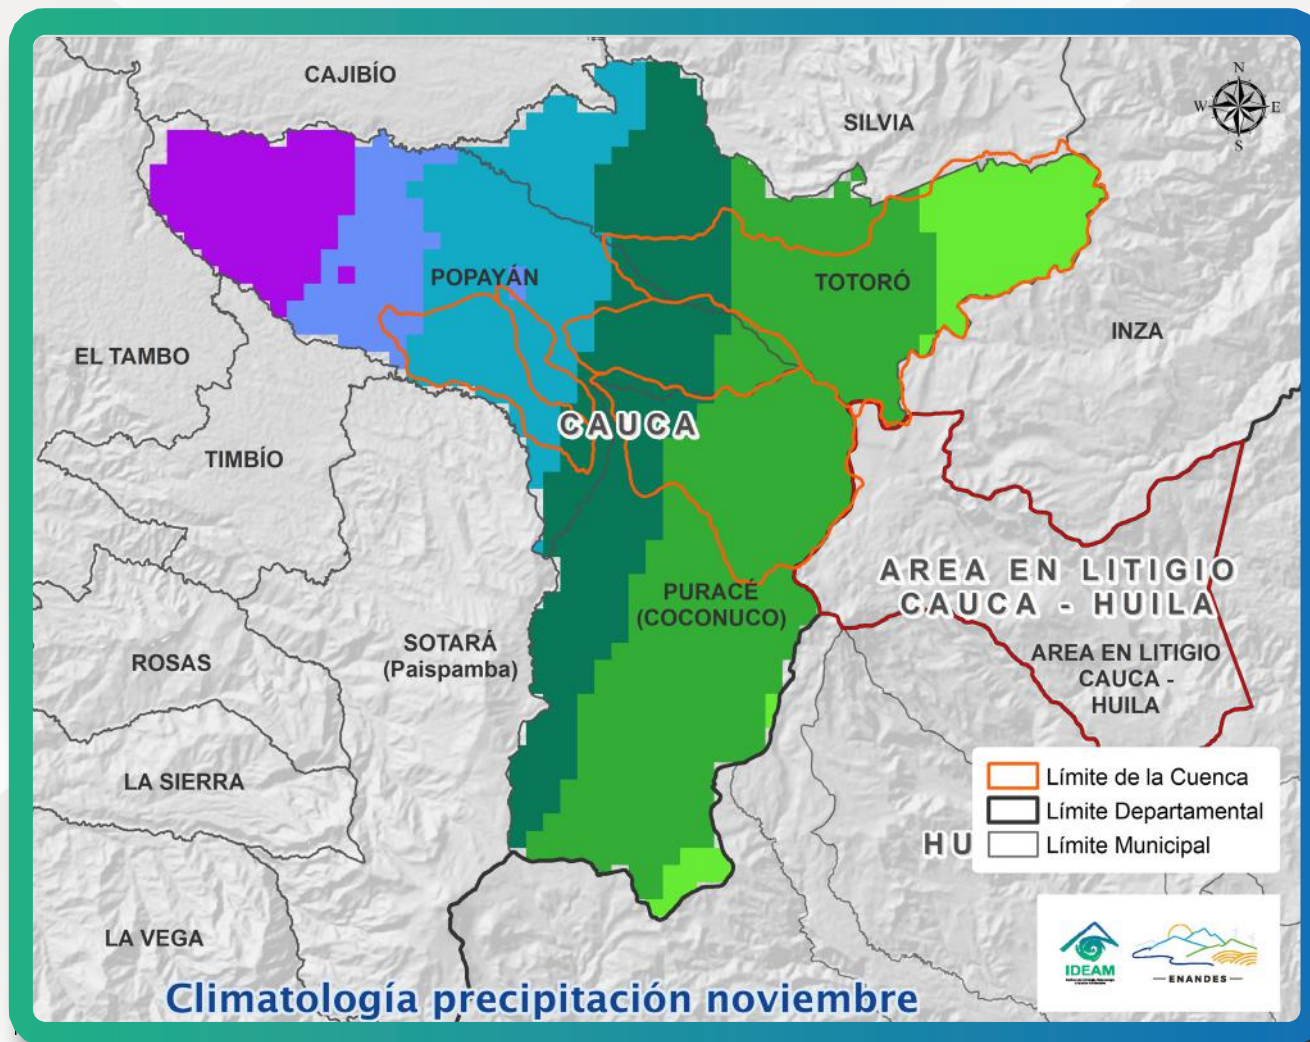 CAJIBÍO
SILVIA
N
W
E
S
POPAYÁN
TOTORÓ
INZA
EL TAMBO
CAUCA
TIMBÍO
AREA EN LITIGIO
CAUCA - HUILA
PURACÉ
(COCONUCO)
SOTARÁ
(Paispamba)
ROSAS
AREA EN LITIGIO
CAUCA -
HUILA
LA SIERRA
Límite de la Cuenca
Límite Departamental
HU
Límite Municipal
LA VEGA
IDEAM
ENANDES
Climatología precipitación noviembre